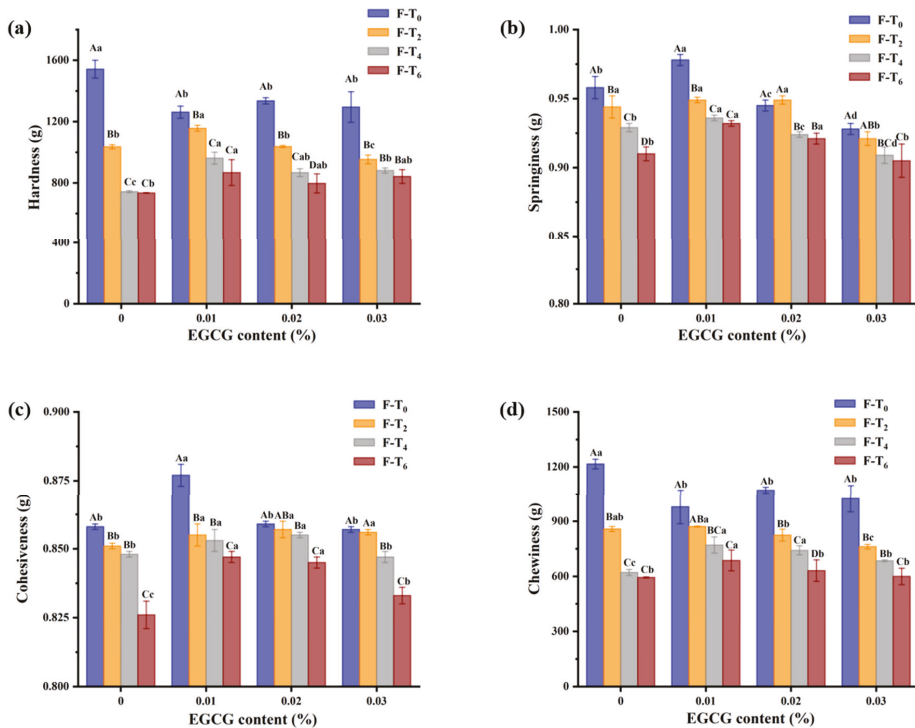 (a)
F-T0
F-T2
F-T4
F-T6
Hardness (g)
1600
1200
800
400
0
Aa
Bb
Cc
Cb
Ab
Ba
Ca
Ca
Ab
Bb
Cab
Dab
Ab
Bc
Bb
Bab
0
0.01
0.02
0.03
EGCG content (%)
(b)
F-T0
F-T2
F-T4
F-T6
Springiness (g)
1.00
0.95
0.90
0.85
0.80
Aa
Ba
Cb
Db
Aa
Ba
Ca
Ca
Ac
Aa
Bc
Ba
Ad
ABb
BCd
Cb
0
0.01
0.02
0.03
EGCG content (%)
(c)
F-T0
F-T2
F-T4
F-T6
Cohesiveness (g)
0.900
0.875
0.850
0.825
0.800
Ab
Bb
Bb
Cc
Aa
Ba
Ba
Ca
Ab
ABa
Aa
Ca
Ab
Aa
Bb
Cb
0
0.01
0.02
0.03
EGCG content (%)
(d)
F-T0
F-T2
F-T4
F-T6
Chewiness (g)
1500
1200
900
600
300
0
Aa
Bab
Cc
Cb
Ab
ABa
BCa
Ca
Ab
Bb
Ca
Db
Ab
Bc
Bb
Cb
0
0.01
0.02
0.03
EGCG content (%)